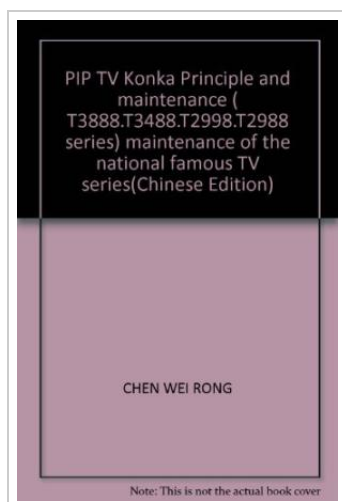 PIP TV Konka Principle and
maintenance (
T3888.T3488.T2998.T2988
series) maintenance of the
national famous TV
series(Chinese Edition)
CHEN WEI RONG
Note: This is not the actual book cover